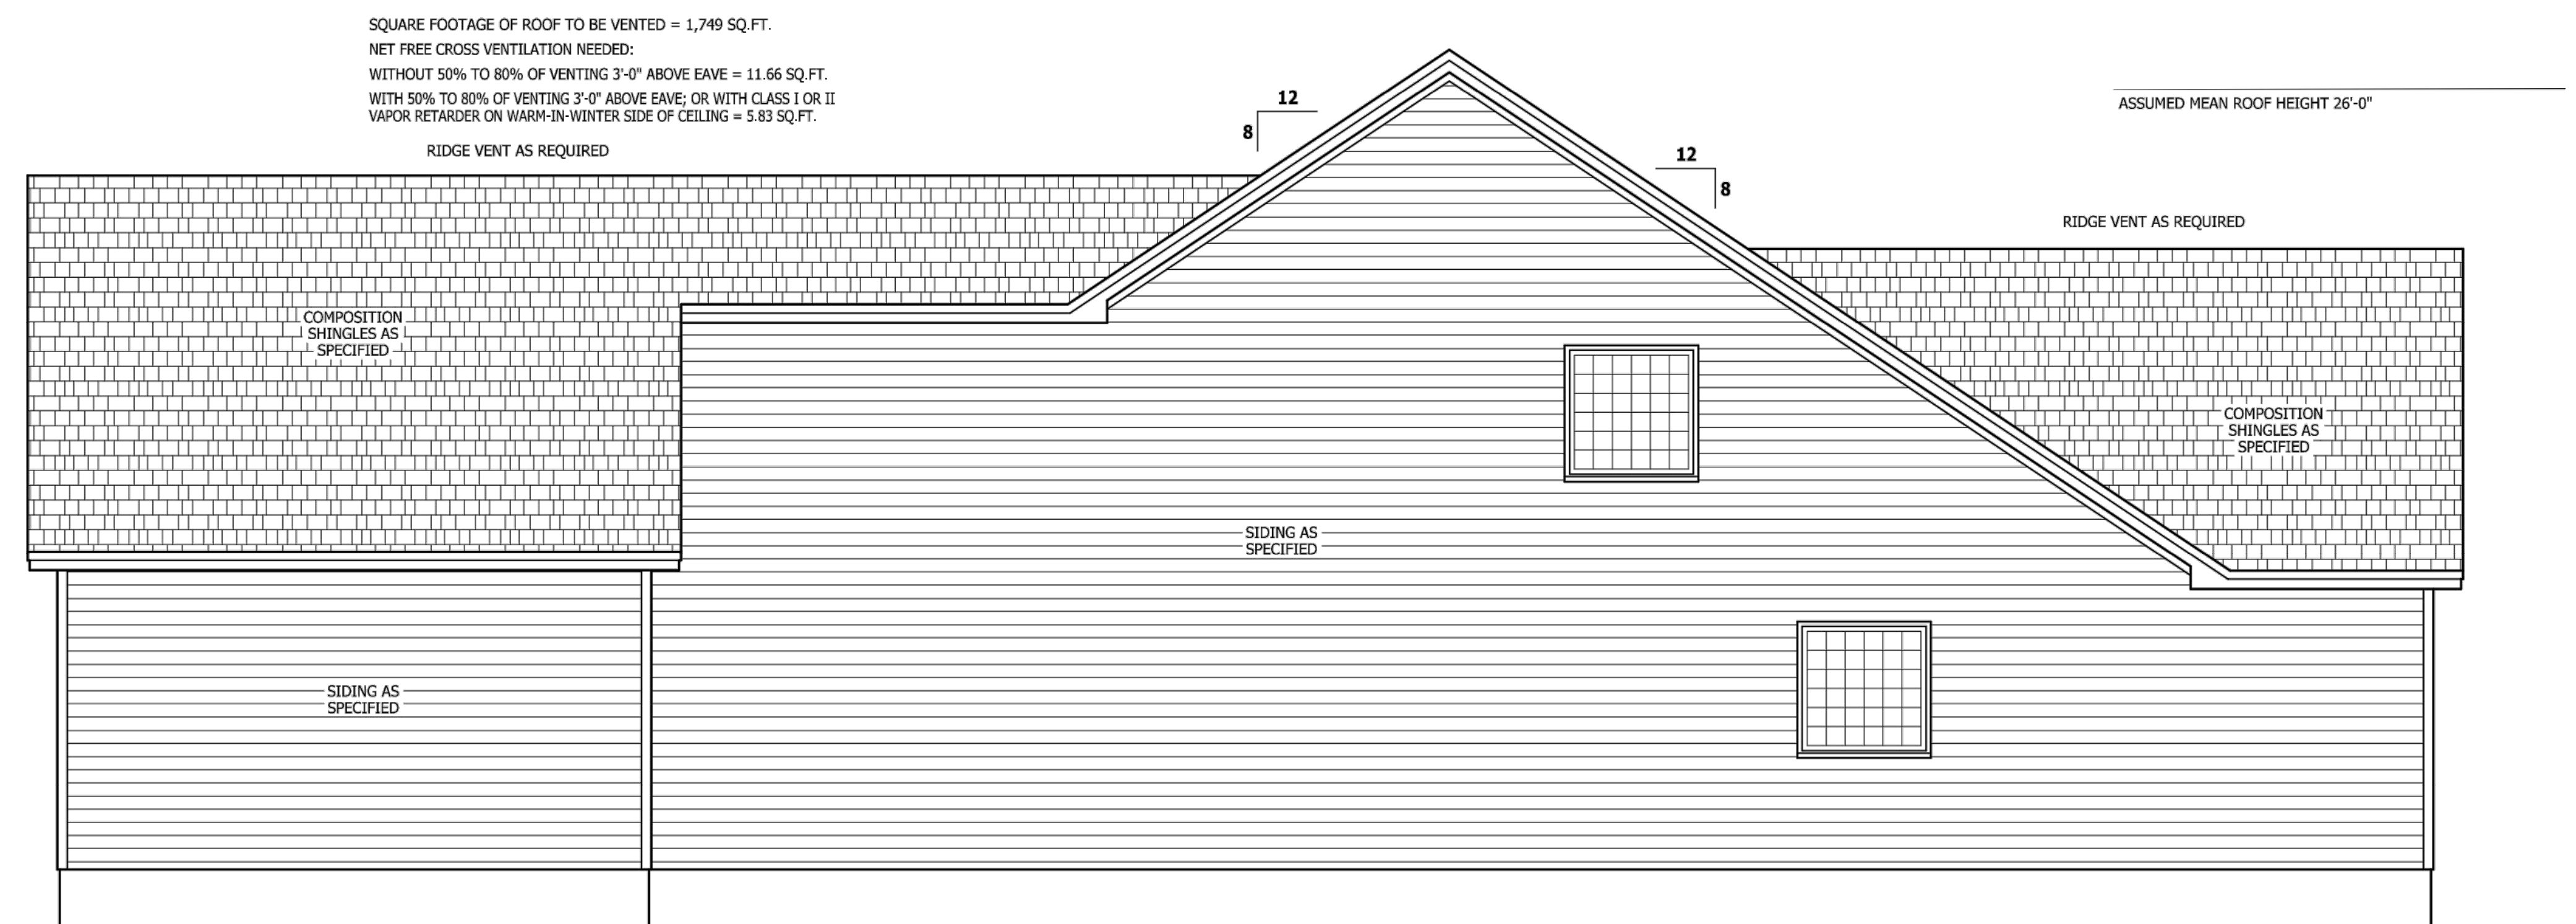 SQUARE FOOTAGE OF ROOF TO BE VENTED = 1,749 SQ.FT.
NET FREE CROSS VENTILATION NEEDED:
WITHOUT 50% TO 80% OF VENTING 3'-0" ABOVE EAVE = 11.66 SQ.FT.
WITH 50% TO 80% OF VENTING 3'-0" ABOVE EAVE; OR WITH CLASS I OR II
VAPOR RETARDER ON WARM-IN-WINTER SIDE OF CEILING = 5.83 SQ.FT.
RIDGE VENT AS REQUIRED
12
8
12
8
ASSUMED MEAN ROOF HEIGHT 26'-0"
RIDGE VENT AS REQUIRED
COMPOSITION
SHINGLES AS
SPECIFIED
COMPOSITION
SHINGLES AS
SPECIFIED
SIDING AS
SPECIFIED
SIDING AS
SPECIFIED